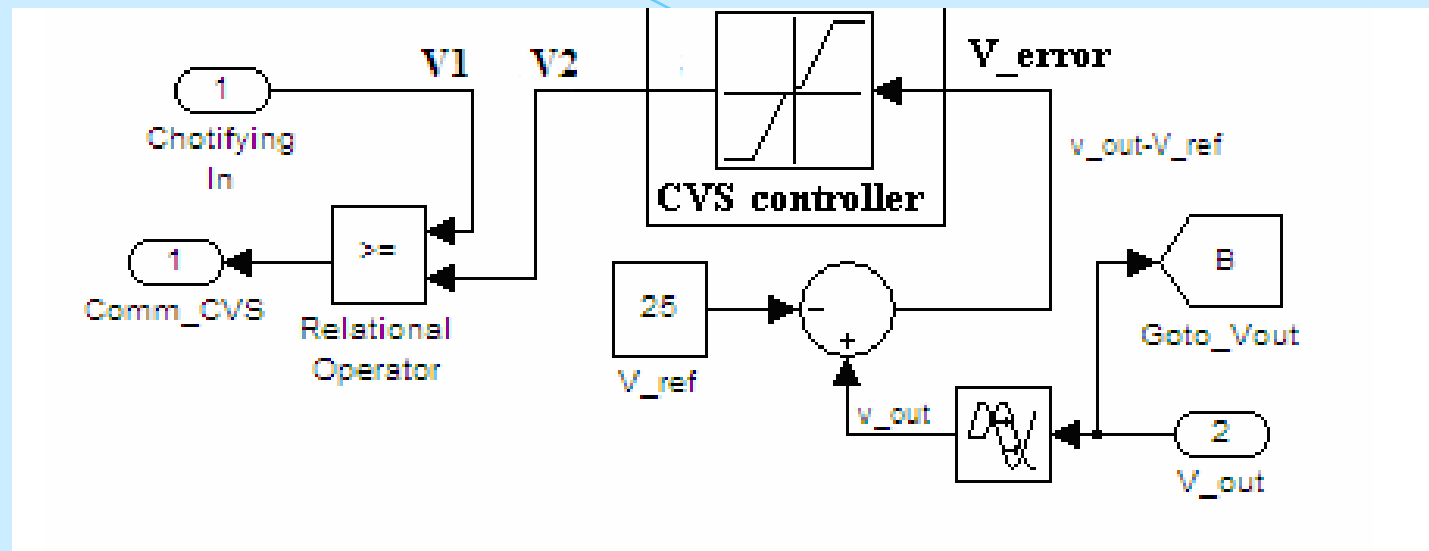 V1
V2
V_error
1
Chotifying
In
v_out-V_ref
CVS controller
>=
1
Comm_CVS
Relational
Operator
25
V_ref
-
+
B
Goto_Vout
v_out
2
V_out